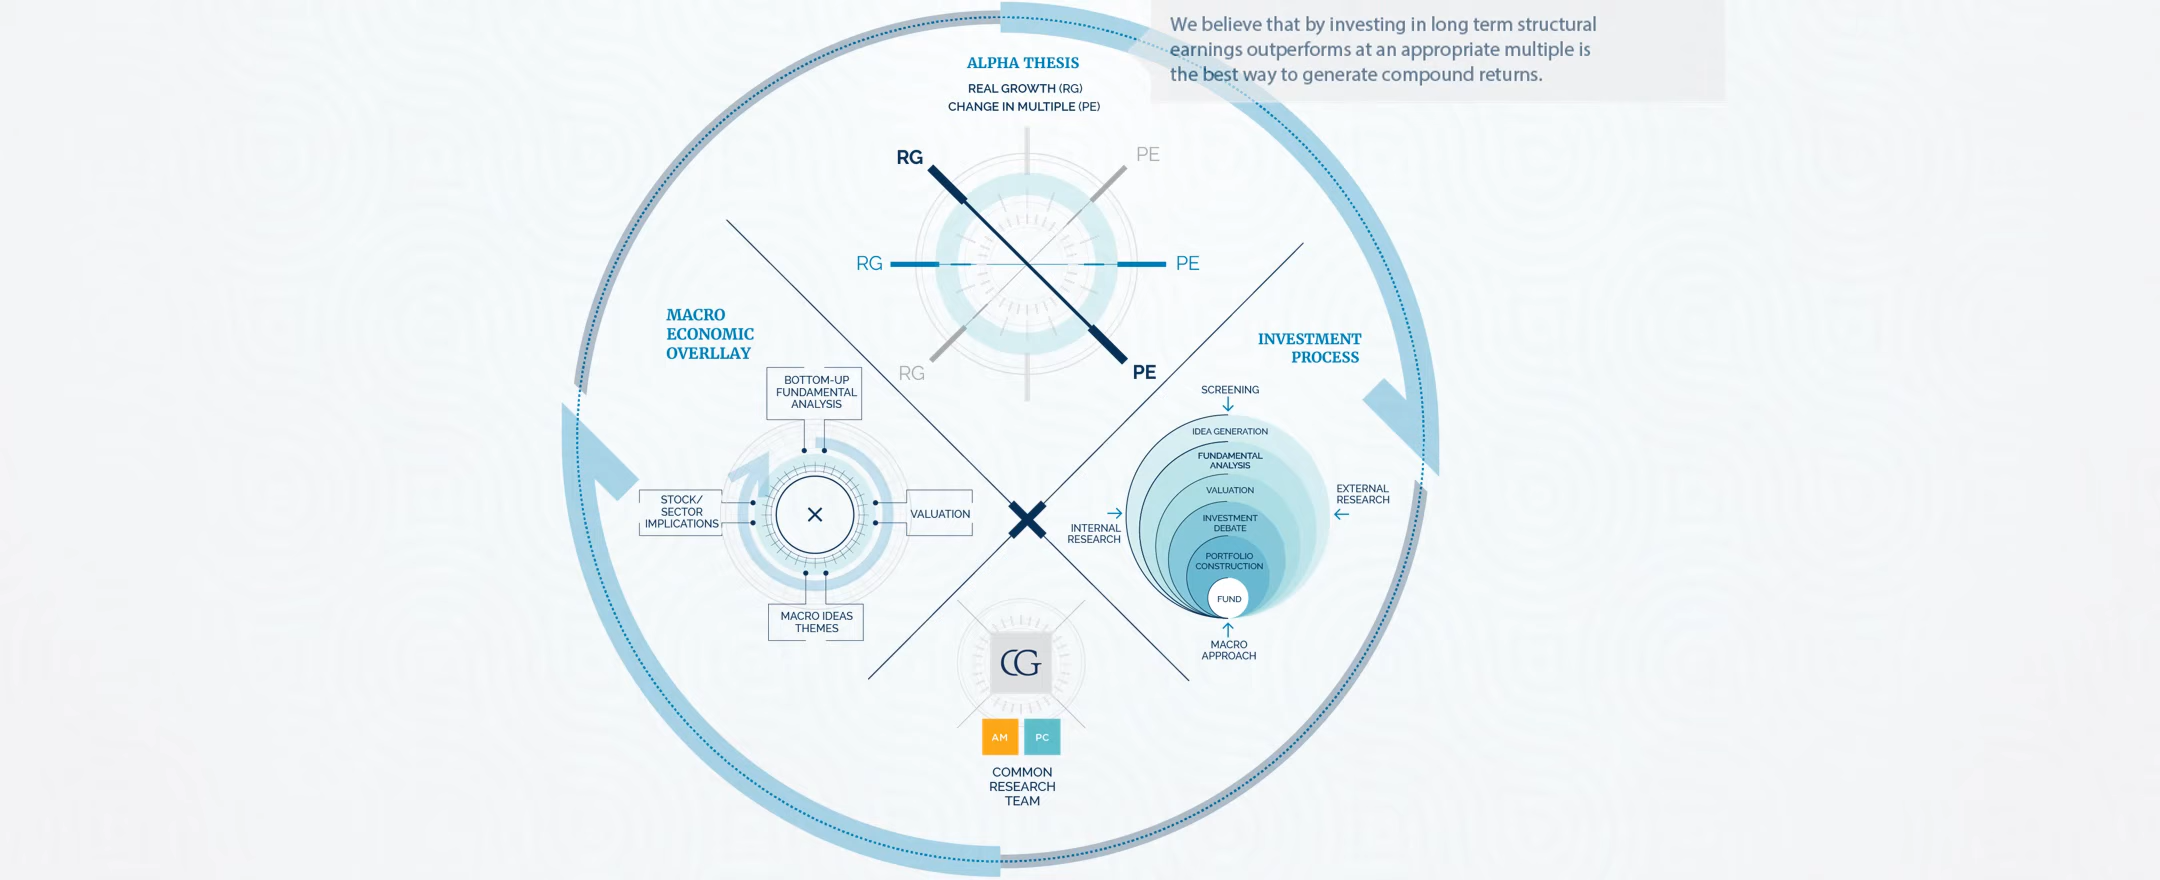 We believe that by investing in long term structural
earnings outperforms at an appropriate multiple is
the best way to generate compound returns.
ALPHA THESIS
REAL GROWTH (RG)
CHANGE IN MULTIPLE (PE)
RG
PE
RG
PE
RG
PE
MACRO
ECONOMIC
OVERLLAY
BOTTOM-UP
FUNDAMENTAL
ANALYSIS
STOCK/
SECTOR
IMPLICATIONS
VALUATION
MACRO IDEAS
THEMES
INVESTMENT
PROCESS
SCREENING
IDEA GENERATION
FUNDAMENTAL
ANALYSIS
VALUATION
INVESTMENT
DEBATE
PORTFOLIO
CONSTRUCTION
FUND
EXTERNAL
RESEARCH
INTERNAL
RESEARCH
MACRO
APPROACH
CG
AM
PC
COMMON
RESEARCH
TEAM